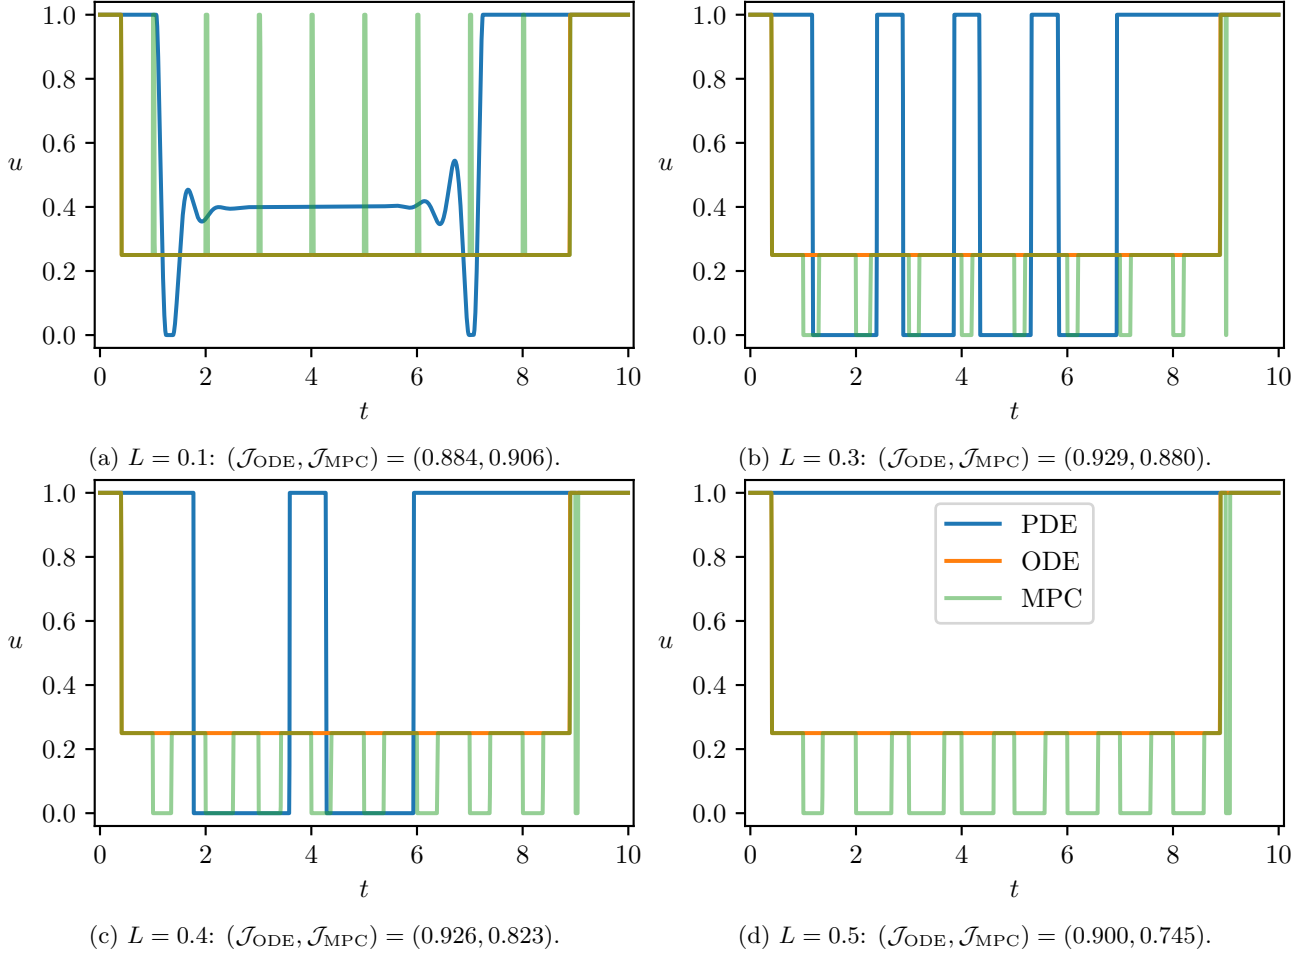 1.0 0.8 0.6 0.4 0.2 0.0
u
0 2 4 6 8 10
t
(a) L = 0.1: (𝒥ODE, 𝒥MPC) = (0.884, 0.906).
1.0 0.8 0.6 0.4 0.2 0.0
u
0 2 4 6 8 10
t
(b) L = 0.3: (𝒥ODE, 𝒥MPC) = (0.929, 0.880).
1.0 0.8 0.6 0.4 0.2 0.0
u
0 2 4 6 8 10
t
(c) L = 0.4: (𝒥ODE, 𝒥MPC) = (0.926, 0.823).
1.0 0.8 0.6 0.4 0.2 0.0
u
PDE
ODE
MPC
0 2 4 6 8 10
t
(d) L = 0.5: (𝒥ODE, 𝒥MPC) = (0.900, 0.745).